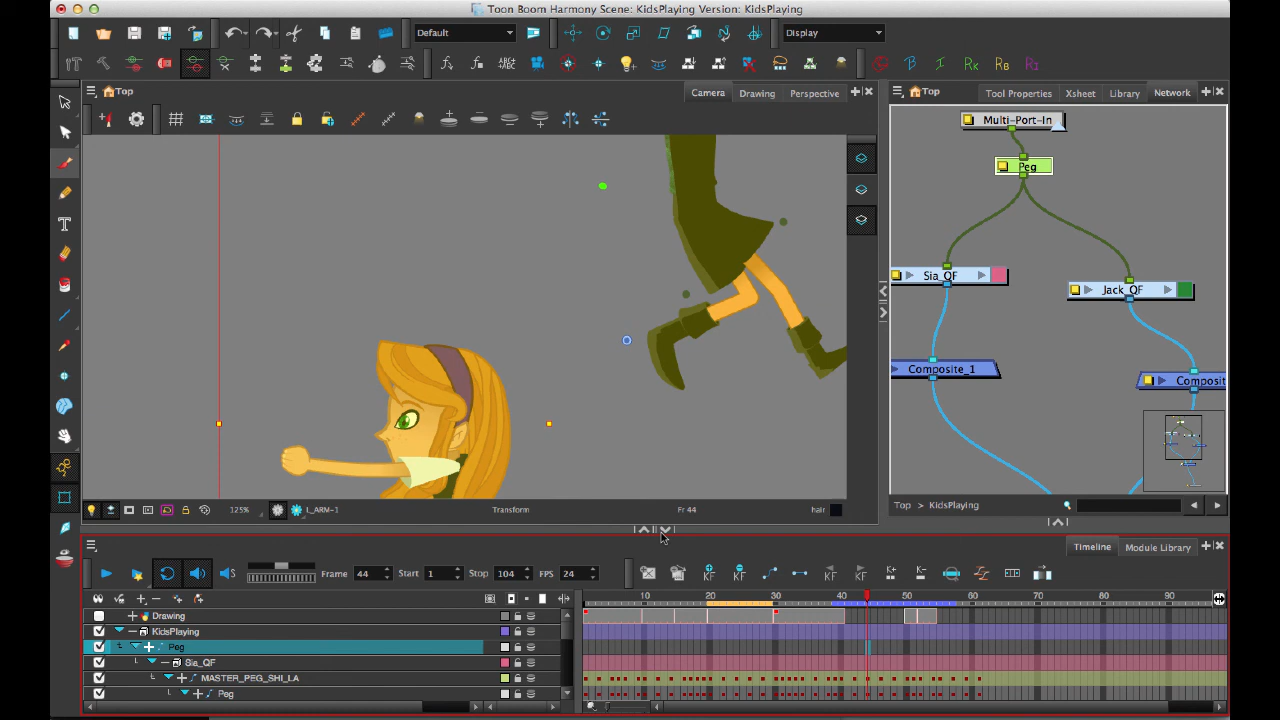 Toon Boom Harmony Scene: KidsPlaying Version: KidsPlaying
Default
Display
Top
Camera
Drawing
Perspective
Top
Tool Properties
Xsheet
Library
Network
Multi-Port-In
Peg
Sia_QF
Jack_QF
Composite_1
Composit
125%
L_ARM-1
Transform
Fr 44
hair
Top > KidsPlaying
Timeline
Module Library
Frame 44
Start 1
Stop 104
FPS 24
10 20 30 40 50 60 70 80 90
Drawing
KidsPlaying
Peg
Sia_QF
MASTER_PEG_SHI_LA
Peg